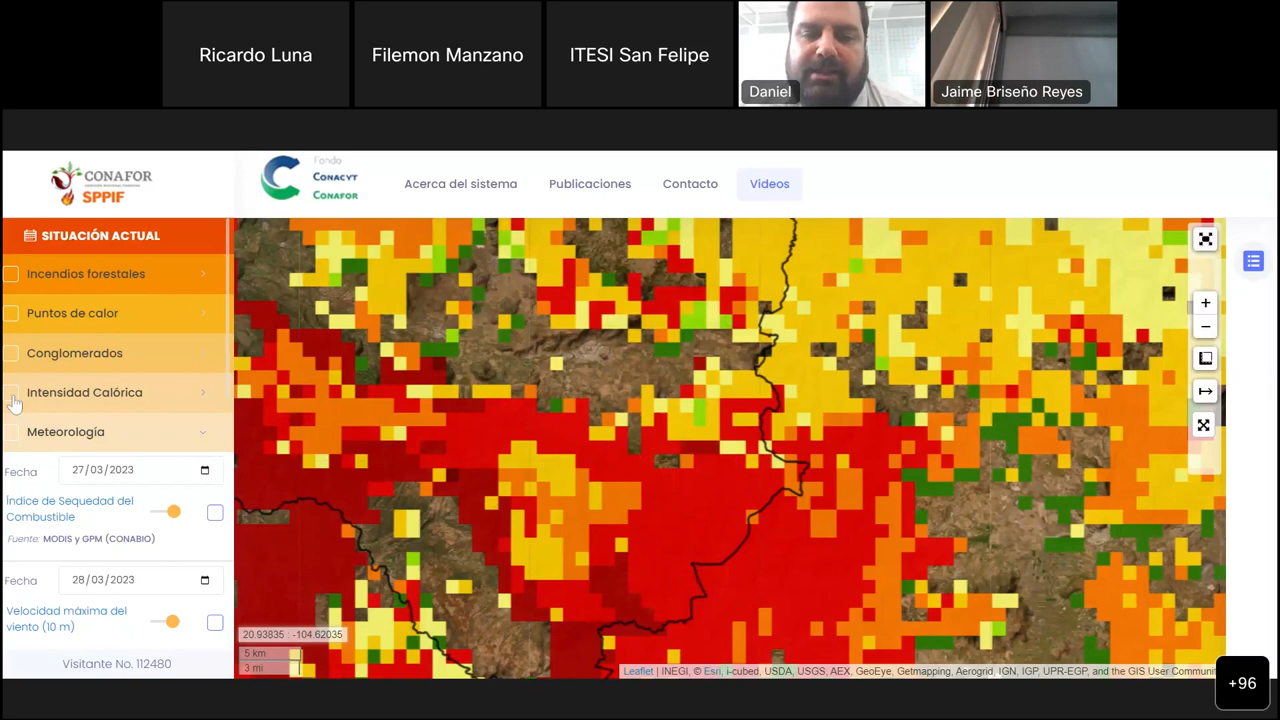 Ricardo Luna
Filemon Manzano
ITESI San Felipe
Daniel
Jaime Briseño Reyes
CONAFOR
SPPIF
Fondo
CONACYT
CONAFOR
Acerca del sistema
Publicaciones
Contacto
Videos
SITUACIÓN ACTUAL
Incendios forestales
Puntos de calor
Conglomerados
Intensidad Calórica
Meteorología
Fecha
27/03/2023
Índice de Sequedad del
Combustible
Fuente: MODIS y GPM (CONABIO)
Fecha
28/03/2023
Velocidad máxima del
viento (10 m)
Visitante No. 112480
+
−
20.93835 : -104.62035
5 km
3 mi
Leaflet | INEGI, © Esri, i-cubed, USDA, USGS, AEX, GeoEye, Getmapping, Aerogrid, IGN, IGP, UPR-EGP, and the GIS User Communi
+96